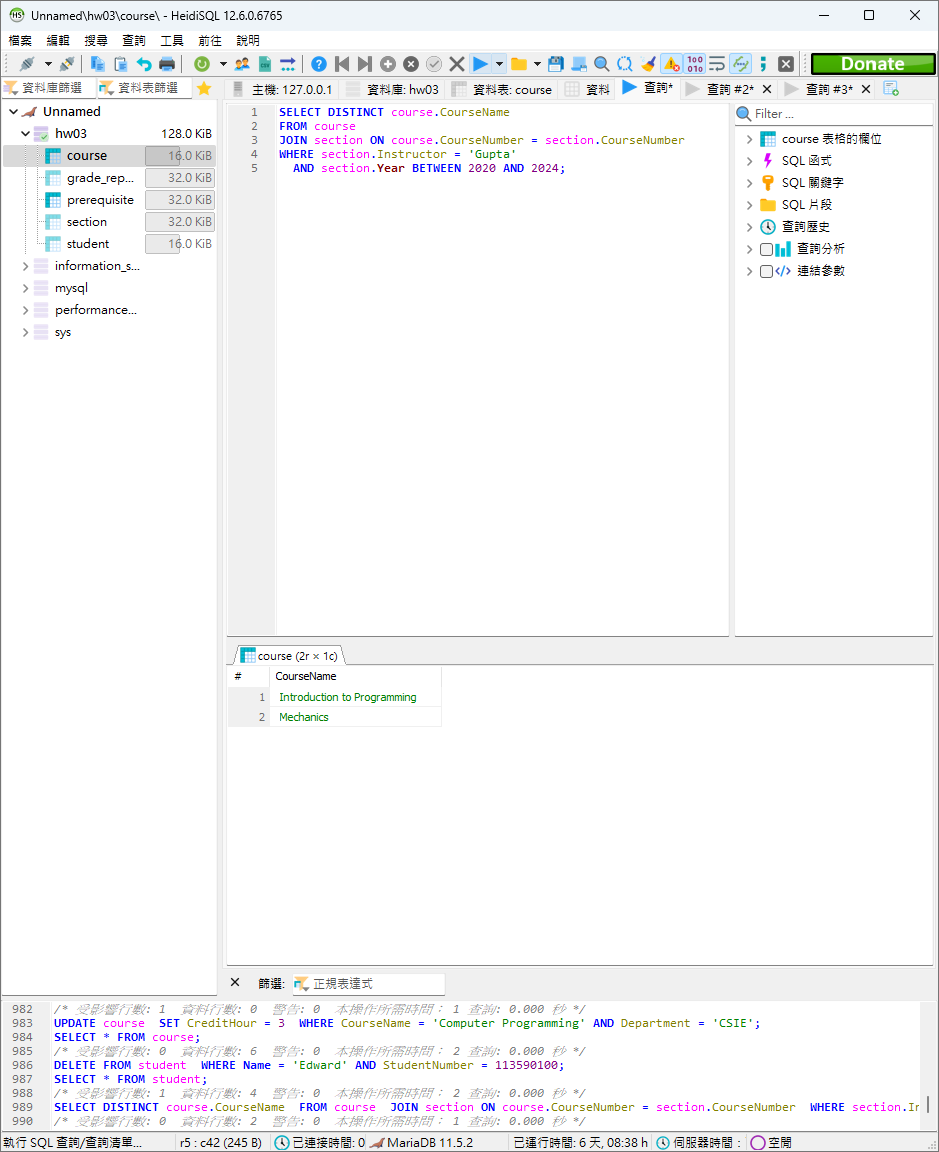 Unnamed\hw03\course\ - HeidiSQL 12.6.0.6765
檔案 編輯 搜尋 查詢 工具 前往 說明
Donate
資料庫篩選 資料表篩選
主機: 127.0.0.1 資料庫: hw03 資料表: course 資料 查詢* 查詢 #2* 查詢 #3*
Unnamed
hw03 128.0 KiB
course 16.0 KiB
grade_rep... 32.0 KiB
prerequisite 32.0 KiB
section 32.0 KiB
student 16.0 KiB
information_s...
mysql
performance...
sys
1 SELECT DISTINCT course.CourseName
2 FROM course
3 JOIN section ON course.CourseNumber = section.CourseNumber
4 WHERE section.Instructor = 'Gupta'
5 AND section.Year BETWEEN 2020 AND 2024;
Filter ...
course 表格的欄位
SQL 函式
SQL 關鍵字
SQL 片段
查詢歷史
查詢分析
連結參數
course (2r × 1c)
# CourseName
1 Introduction to Programming
2 Mechanics
篩選: 正規表達式
982 /* 受影響行數: 1 資料行數: 0 警告: 0 本操作所需時間： 1 查詢: 0.000 秒 */
983 UPDATE course SET CreditHour = 3 WHERE CourseName = 'Computer Programming' AND Department = 'CSIE';
984 SELECT * FROM course;
985 /* 受影響行數: 0 資料行數: 6 警告: 0 本操作所需時間： 2 查詢: 0.000 秒 */
986 DELETE FROM student WHERE Name = 'Edward' AND StudentNumber = 113590100;
987 SELECT * FROM student;
988 /* 受影響行數: 1 資料行數: 4 警告: 0 本操作所需時間： 2 查詢: 0.000 秒 */
989 SELECT DISTINCT course.CourseName FROM course JOIN section ON course.CourseNumber = section.CourseNumber WHERE section.In
990 /* 受影響行數: 0 資料行數: 2 警告: 0 本操作所需時間： 1 查詢: 0.000 秒 */
執行 SQL 查詢/查詢清單... r5 : c42 (245 B) 已連接時間: 0 MariaDB 11.5.2 已運行時間: 6 天, 08:38 h 伺服器時間： 空閒